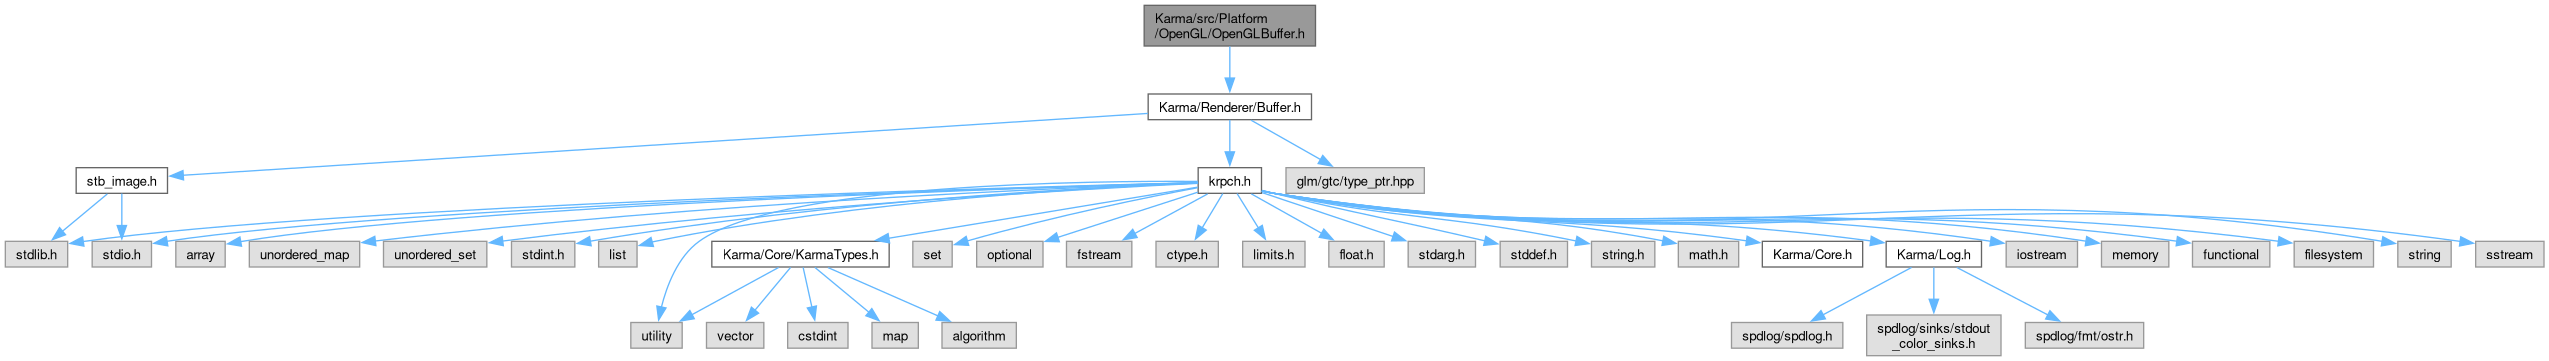 Karma/src/Platform
/OpenGL/OpenGLBuffer.h
Karma/Renderer/Buffer.h
stb_image.h
krpch.h
glm/gtc/type_ptr.hpp
stdlib.h
stdio.h
array
unordered_map
unordered_set
stdint.h
list
Karma/Core/KarmaTypes.h
set
optional
fstream
ctype.h
limits.h
float.h
stdarg.h
stddef.h
string.h
math.h
Karma/Core.h
Karma/Log.h
iostream
memory
functional
filesystem
string
sstream
utility
vector
cstdint
map
algorithm
spdlog/spdlog.h
spdlog/sinks/stdout
_color_sinks.h
spdlog/fmt/ostr.h